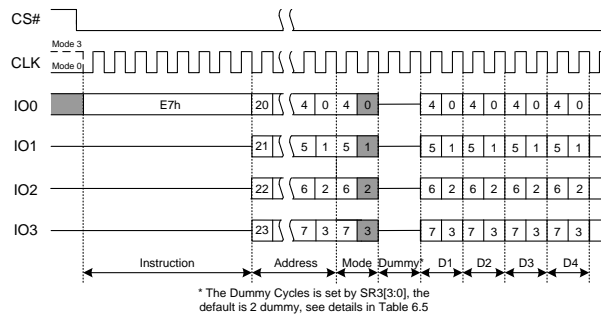 CS#
Mode 3
CLK
Mode 0
IO0 E7h 20 4 0 4 0 4 0 4 0 4 0 4 0
IO1 21 5 1 5 1 5 1 5 1 5 1 5 1
IO2 22 6 2 6 2 6 2 6 2 6 2 6 2
IO3 23 7 3 7 3 7 3 7 3 7 3 7 3
Instruction Address Mode Dummy* D1 D2 D3 D4
* The Dummy Cycles is set by SR3[3:0], the
default is 2 dummy, see details in Table 6.5